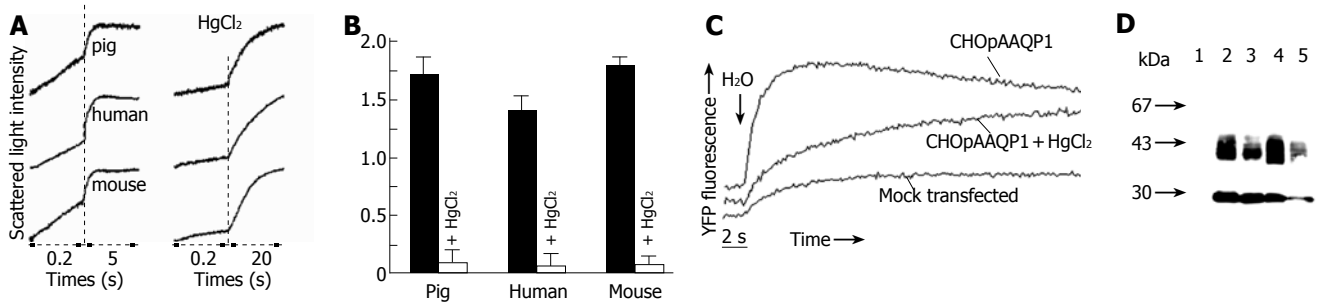 A
Scattered light intensity
pig
human
mouse
HgCl₂
0.2 5
Times (s)
0.2 20
Times (s)
B
2.0
1.5
1.0
0.5
0
+ HgCl₂
+ HgCl₂
+ HgCl₂
Pig Human Mouse
C
YFP fluorescence
H₂O
CHOpAAQP1
CHOpAAQP1 + HgCl₂
Mock transfected
2 s
Time
D
kDa 1 2 3 4 5
67
43
30